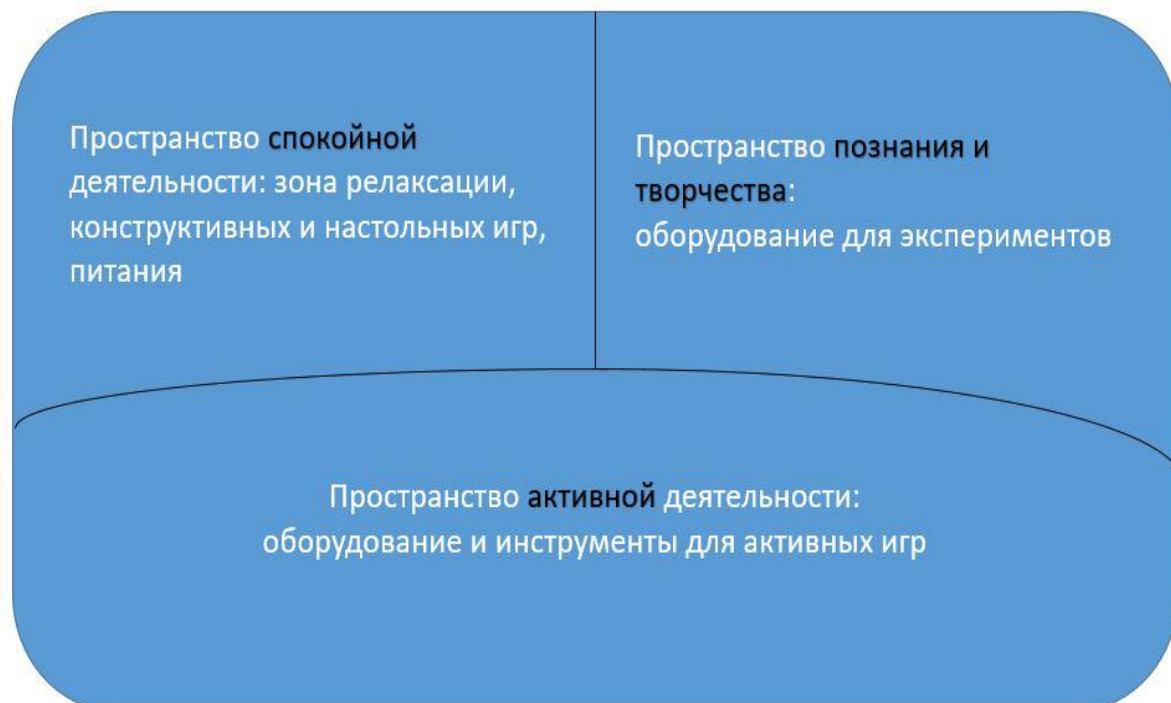 Пространство спокойной
деятельности: зона релаксации,
конструктивных и настольных игр,
питания
Пространство познания и
творчества:
оборудование для экспериментов
Пространство активной деятельности:
оборудование и инструменты для активных игр